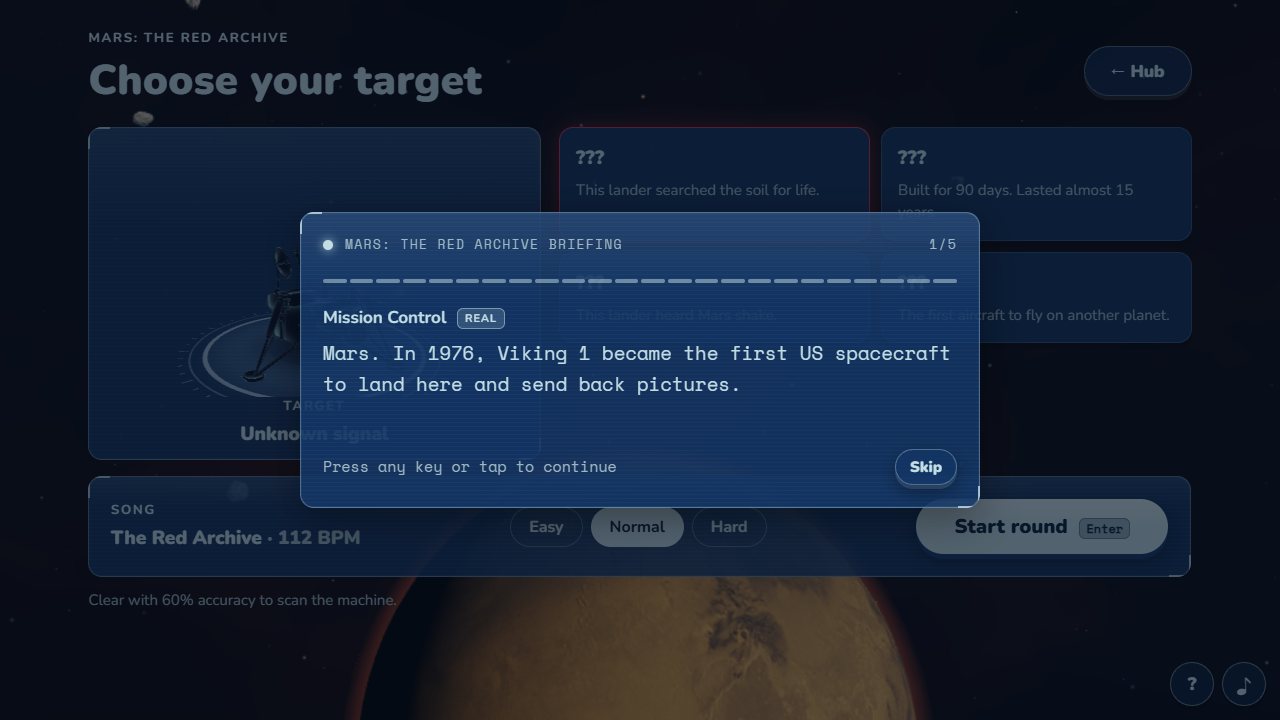 MARS: THE RED ARCHIVE
Choose your target
← Hub
???
This lander searched the soil for life.
???
Built for 90 days. Lasted almost 15
years.
MARS: THE RED ARCHIVE BRIEFING
1/5
???
This lander heard Mars shake.
???
The first aircraft to fly on another planet.
Mission Control
REAL
Mars. In 1976, Viking 1 became the first US spacecraft
to land here and send back pictures.
TARGET
Unknown signal
Press any key or tap to continue
Skip
SONG
The Red Archive · 112 BPM
Easy
Normal
Hard
Start round
Enter
Clear with 60% accuracy to scan the machine.
?